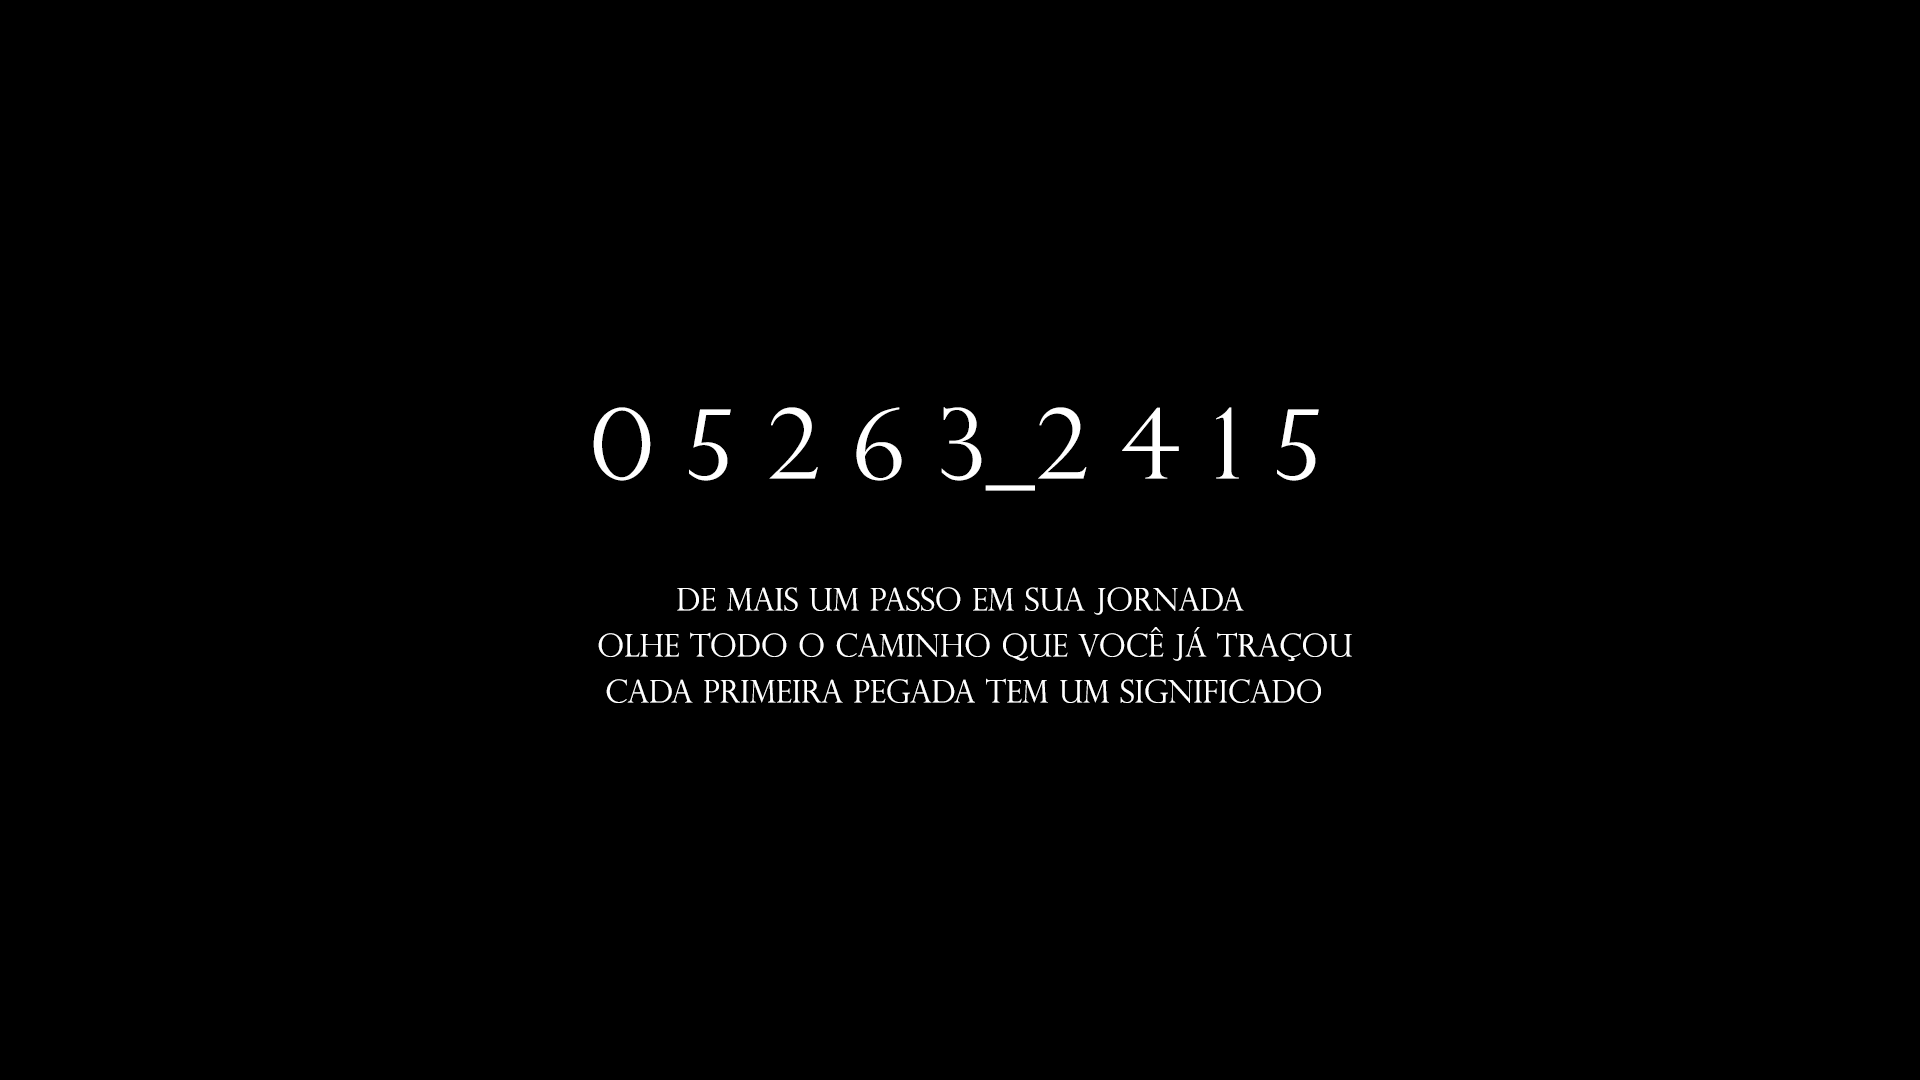 0 5 2 6 3_2 4 1 5
DE MAIS UM PASSO EM SUA JORNADA
OLHE TODO O CAMINHO QUE VOCÊ JÁ TRAÇOU
CADA PRIMEIRA PEGADA TEM UM SIGNIFICADO